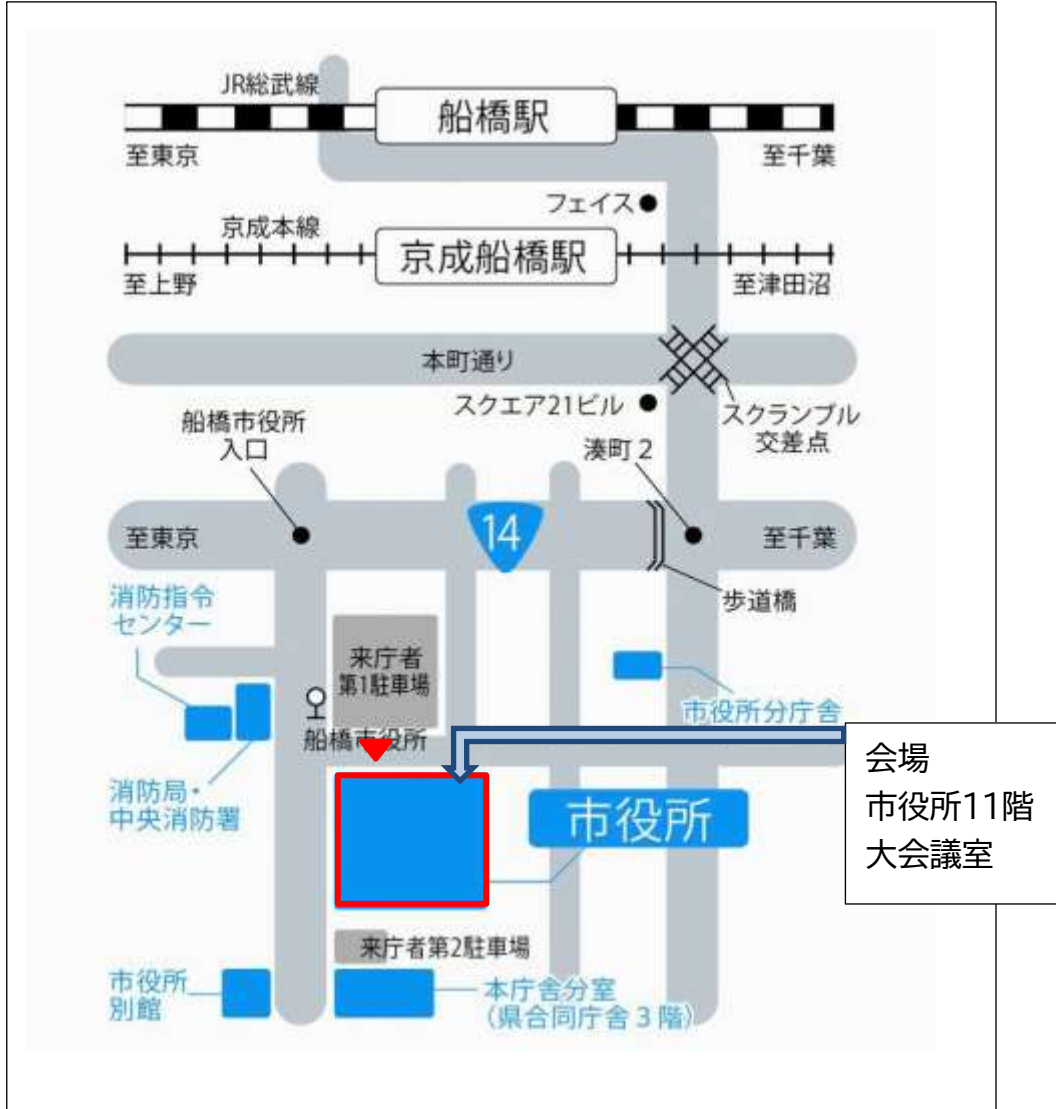 JR総武線
船橋駅
至東京
至千葉
フェイス
京成本線
京成船橋駅
至上野
至津田沼
本町通り
スクエア21ビル
スクランブル
交差点
船橋市役所
入口
湊町2
至東京
14
至千葉
歩道橋
消防指令
センター
来庁者
第1駐車場
市役所分庁舎
船橋市役所
会場
市役所11階
大会議室
消防局・
中央消防署
市役所
来庁者第2駐車場
市役所
別館
本庁舎分室
(県合同庁舎3階)